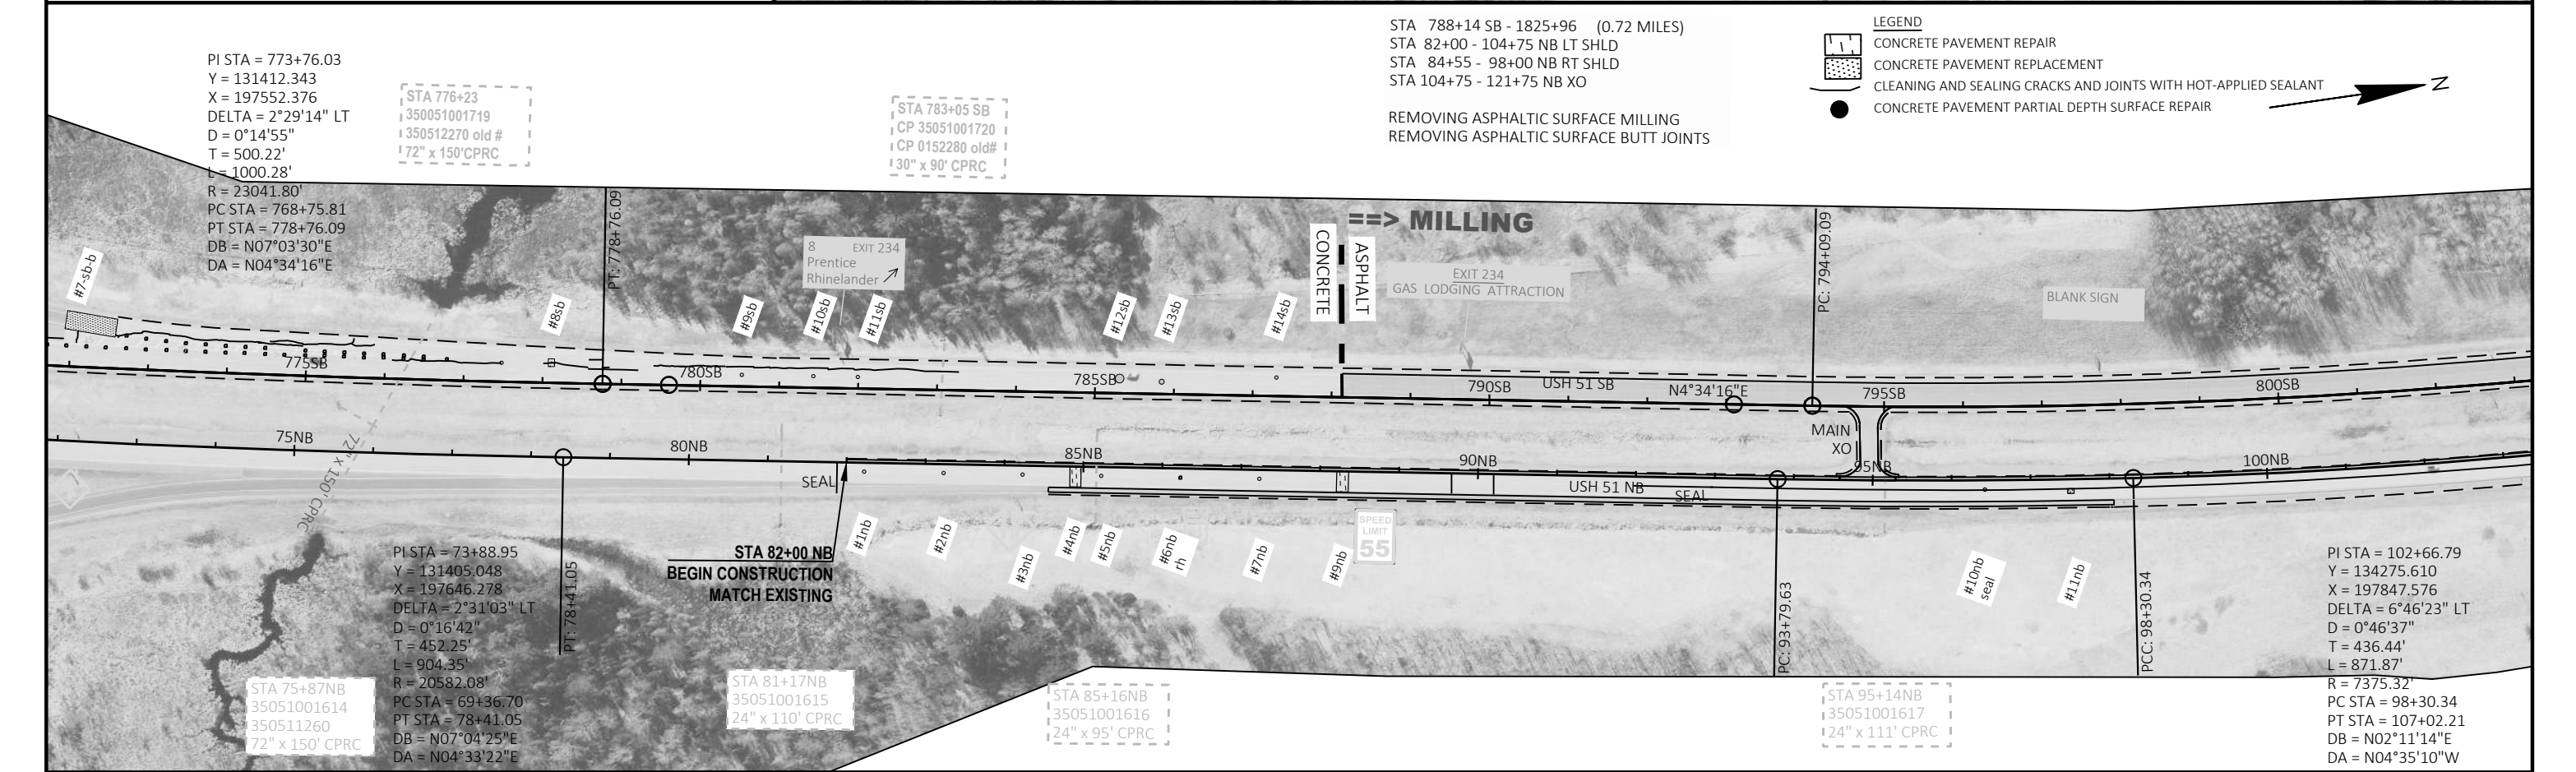 STA 788+14 SB - 1825+96 (0.72 MILES)
STA 82+00 - 104+75 NB LT SHLD
STA 84+55 - 98+00 NB RT SHLD
STA 104+75 - 121+75 NB XO
REMOVING ASPHALTIC SURFACE MILLING
REMOVING ASPHALTIC SURFACE BUTT JOINTS
LEGEND
CONCRETE PAVEMENT REPAIR
CONCRETE PAVEMENT REPLACEMENT
CLEANING AND SEALING CRACKS AND JOINTS WITH HOT-APPLIED SEALANT
CONCRETE PAVEMENT PARTIAL DEPTH SURFACE REPAIR
N
PI STA = 773+76.03
Y = 131412.343
X = 197552.376
DELTA = 2°29'14" LT
D = 0°14'55"
T = 500.22'
L = 1000.28'
R = 23041.80'
PC STA = 768+75.81
PT STA = 778+76.09
DB = N07°03'30"E
DA = N04°34'16"E
STA 776+23
350051001719
350512270 old #
72" x 150'CPRC
STA 783+05 SB
CP 35051001720
CP 0152280 old#
30" x 90' CPRC
==> MILLING
CONCRETE
ASPHALT
PT: 778+76.09
PC: 794+09.09
8 EXIT 234
Prentice
Rhinelander
EXIT 234
GAS LODGING ATTRACTION
BLANK SIGN
#7-sb-b
#8sb
#9sb
#10sb
#11sb
#12sb
#13sb
#14sb
775SB
780SB
785SB
790SB
USH 51 SB
N4°34'16"E
795SB
800SB
MAIN
XO
75NB
80NB
85NB
90NB
95NB
100NB
72" x 150' CPRC
7
SEAL
USH 51 NB
SEAL
STA 82+00 NB
BEGIN CONSTRUCTION
MATCH EXISTING
#1nb
#2nb
#3nb
#4nb
#5nb
#6nb
rh
#7nb
#9nb
SPEED
LIMIT
55
#10nb
seal
#11nb
PT: 78+41.05
PC: 93+79.63
PCC: 98+30.34
PI STA = 73+88.95
Y = 131405.048
X = 197646.278
DELTA = 2°31'03" LT
D = 0°16'42"
T = 452.25'
L = 904.35'
R = 20582.08'
PC STA = 69+36.70
PT STA = 78+41.05
DB = N07°04'25"E
DA = N04°33'22"E
STA 75+87NB
35051001614
350511260
72" x 150' CPRC
STA 81+17NB
35051001615
24" x 110' CPRC
STA 85+16NB
35051001616
24" x 95' CPRC
STA 95+14NB
35051001617
24" x 111' CPRC
PI STA = 102+66.79
Y = 134275.610
X = 197847.576
DELTA = 6°46'23" LT
D = 0°46'37"
T = 436.44'
L = 871.87'
R = 7375.32'
PC STA = 98+30.34
PT STA = 107+02.21
DB = N02°11'14"E
DA = N04°35'10"W